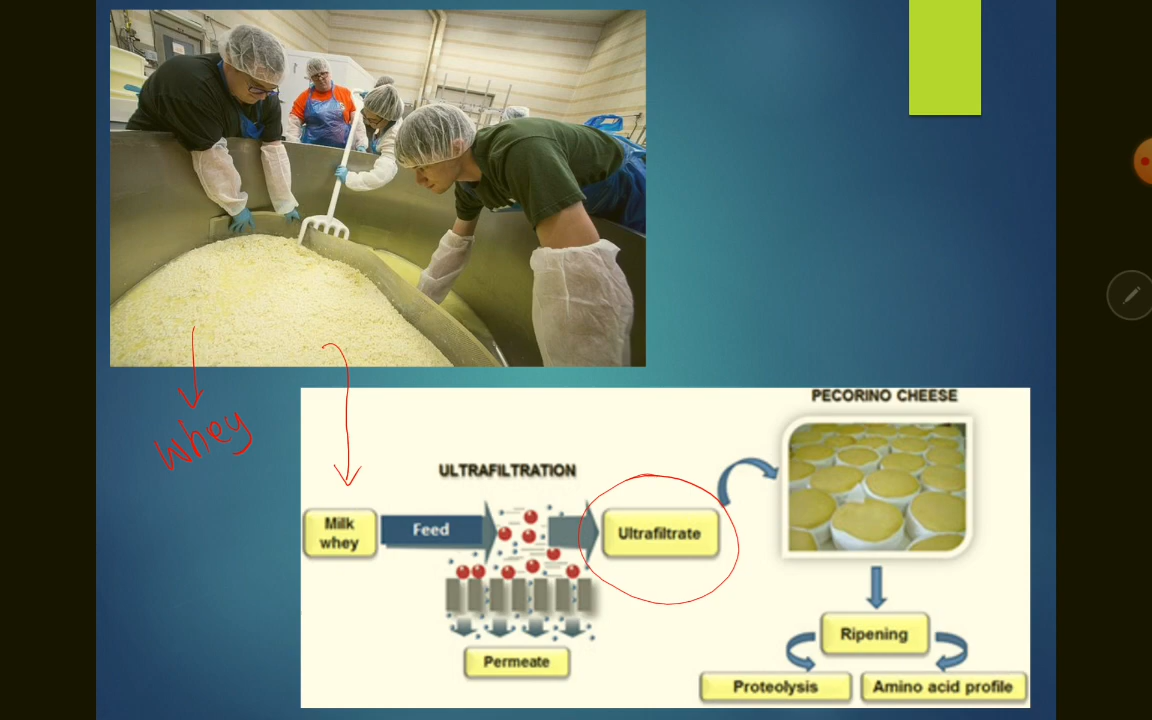 Whey
PECORINO CHEESE
ULTRAFILTRATION
Milk
whey
Feed
Ultrafiltrate
Permeate
Ripening
Proteolysis
Amino acid profile